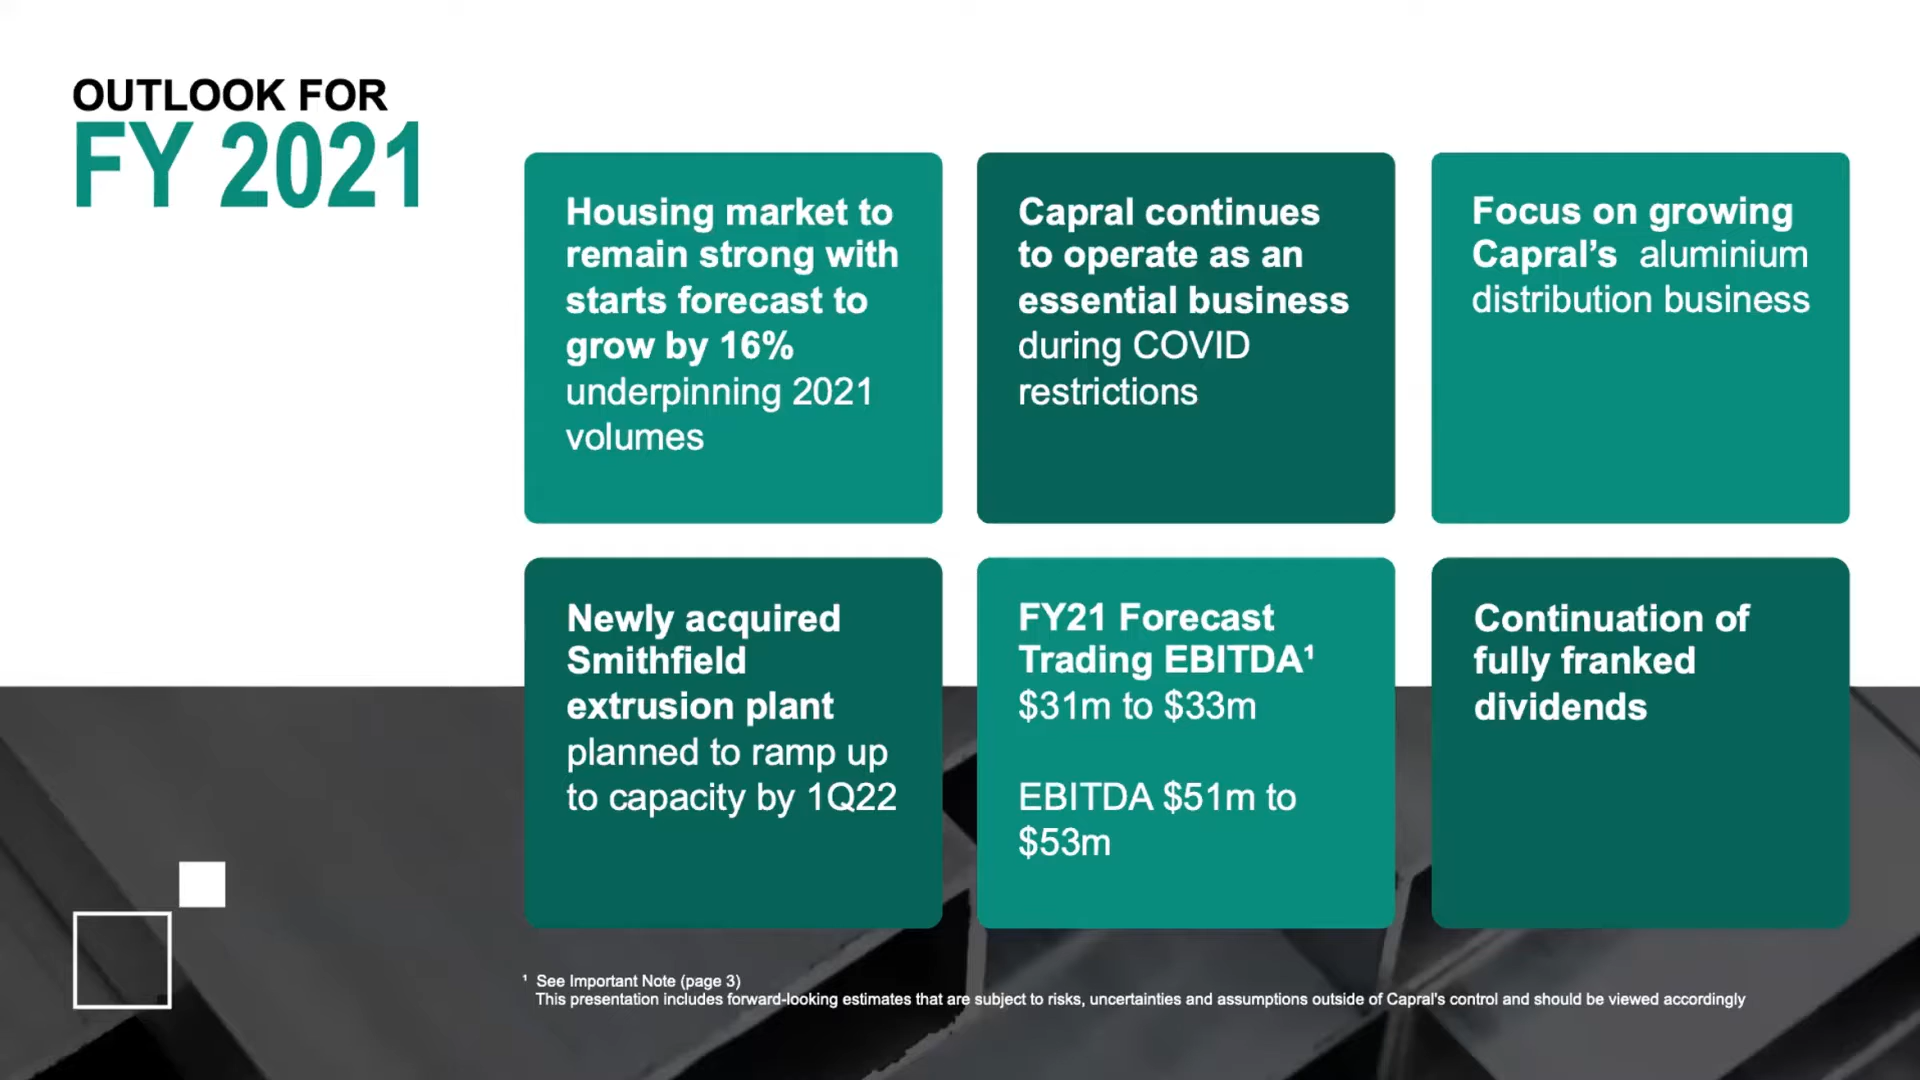 OUTLOOK FOR
FY 2021
Housing market to
remain strong with
starts forecast to
grow by 16%
underpinning 2021
volumes
Capral continues
to operate as an
essential business
during COVID
restrictions
Focus on growing
Capral’s aluminium
distribution business
Newly acquired
Smithfield
extrusion plant
planned to ramp up
to capacity by 1Q22
FY21 Forecast
Trading EBITDA¹
$31m to $33m
EBITDA $51m to
$53m
Continuation of
fully franked
dividends
¹ See Important Note (page 3)
This presentation includes forward-looking estimates that are subject to risks, uncertainties and assumptions outside of Capral's control and should be viewed accordingly